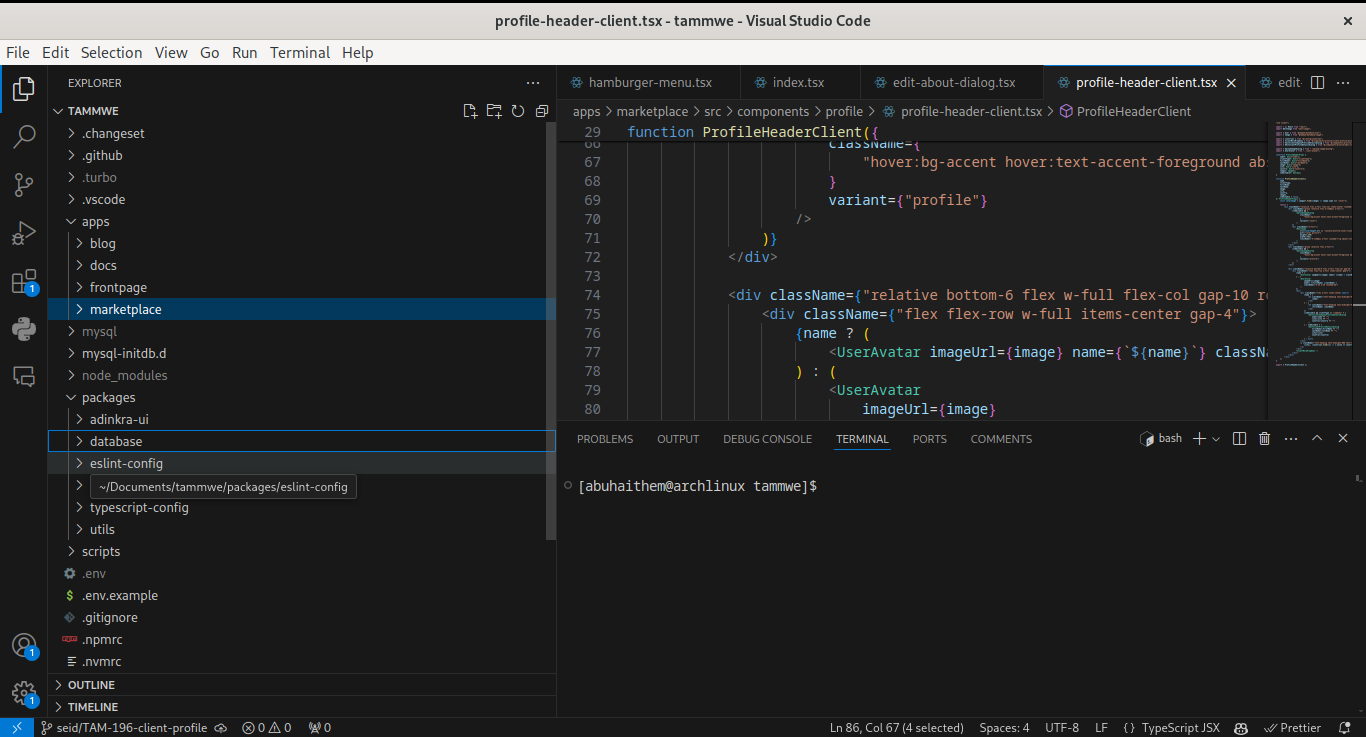 profile-header-client.tsx - tammwe - Visual Studio Code
File Edit Selection View Go Run Terminal Help
EXPLORER
TAMMWE
.changeset
.github
.turbo
.vscode
apps
blog
docs
frontpage
marketplace
mysql
mysql-initdb.d
node_modules
packages
adinkra-ui
database
eslint-config
~/Documents/tammwe/packages/eslint-config
typescript-config
utils
scripts
.env
$ .env.example
.gitignore
.npmrc
.nvmrc
OUTLINE
TIMELINE
1
1
1
hamburger-menu.tsx index.tsx edit-about-dialog.tsx profile-header-client.tsx edit-
apps > marketplace > src > components > profile > profile-header-client.tsx > ProfileHeaderClient
29 function ProfileHeaderClient({
66 className={
67 "hover:bg-accent hover:text-accent-foreground ab
68 }
69 variant={"profile"}
70 />
71 )}
72 </div>
73
74 <div className={"relative bottom-6 flex w-full flex-col gap-10 r
75 <div className={"flex flex-row w-full items-center gap-4"}>
76 {name ? (
77 <UserAvatar imageUrl={image} name={`${name}`} classN
78 ) : (
79 <UserAvatar
80 imageUrl={image}
PROBLEMS OUTPUT DEBUG CONSOLE TERMINAL PORTS COMMENTS bash
[abuhaithem@archlinux tammwe]$
seid/TAM-196-client-profile 0 0 0 Ln 86, Col 67 (4 selected) Spaces: 4 UTF-8 LF {} TypeScript JSX Prettier